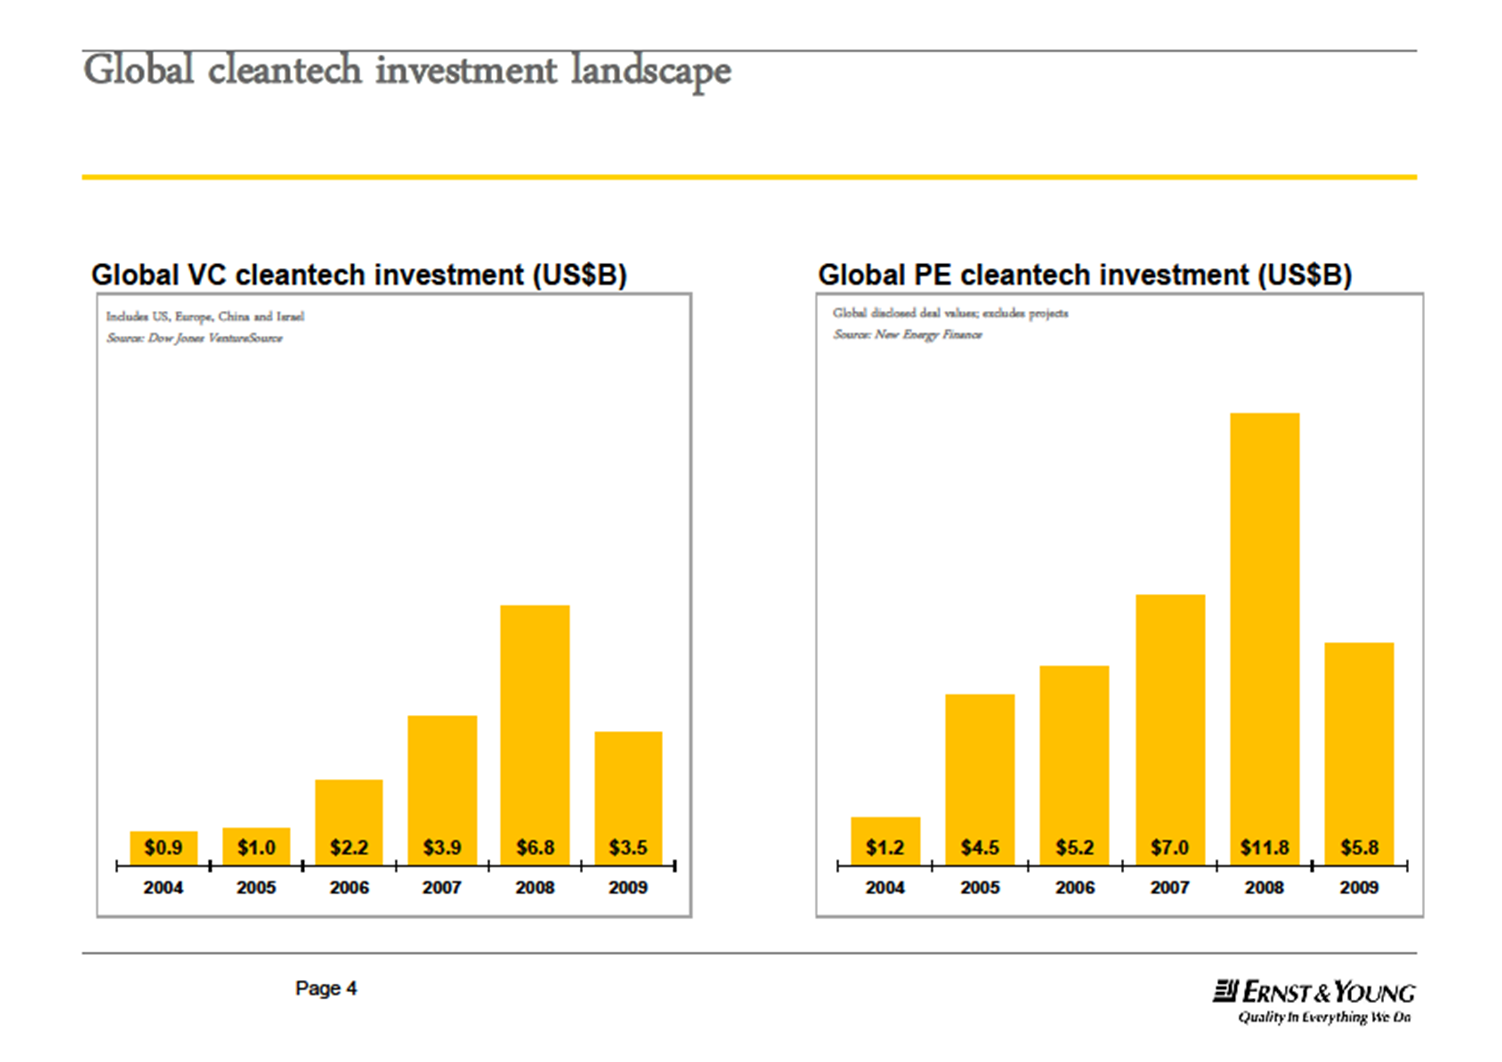 Global cleantech investment landscape
Global VC cleantech investment (US$B)
Includes US, Europe, China and Israel
Source: Dow Jones VentureSource
$0.9 $1.0 $2.2 $3.9 $6.8 $3.5
2004 2005 2006 2007 2008 2009
Global PE cleantech investment (US$B)
Global disclosed deal values; excludes projects
Source: New Energy Finance
$1.2 $4.5 $5.2 $7.0 $11.8 $5.8
2004 2005 2006 2007 2008 2009
Page 4
ERNST & YOUNG
Quality In Everything We Do